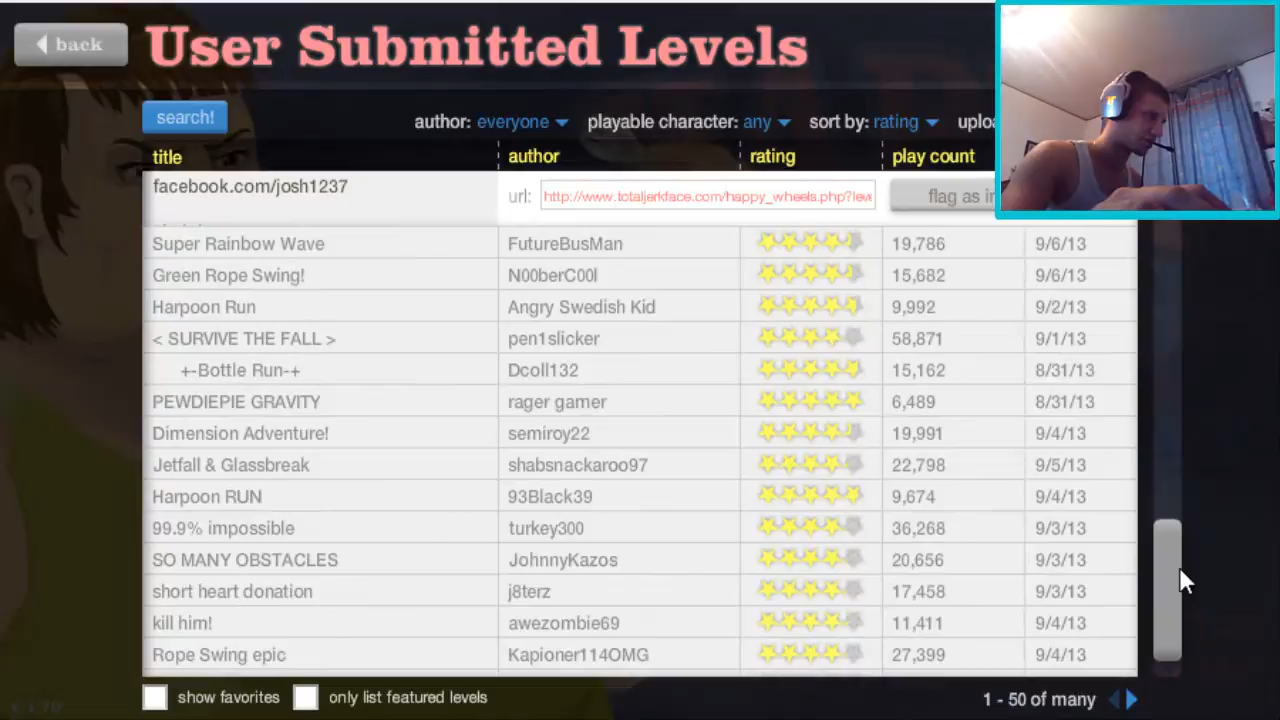 back
User Submitted Levels
search!
author: everyone playable character: any sort by: rating uploa
title author rating play count
facebook.com/josh1237 url: http://www.totaljerkface.com/happy_wheels.php?leve flag as in
Super Rainbow Wave FutureBusMan 19,786 9/6/13
Green Rope Swing! N00berC00l 15,682 9/6/13
Harpoon Run Angry Swedish Kid 9,992 9/2/13
< SURVIVE THE FALL > pen1slicker 58,871 9/1/13
+-Bottle Run-+ Dcoll132 15,162 8/31/13
PEWDIEPIE GRAVITY rager gamer 6,489 8/31/13
Dimension Adventure! semiroy22 19,991 9/4/13
Jetfall & Glassbreak shabsnackaroo97 22,798 9/5/13
Harpoon RUN 93Black39 9,674 9/4/13
99.9% impossible turkey300 36,268 9/3/13
SO MANY OBSTACLES JohnnyKazos 20,656 9/3/13
short heart donation j8terz 17,458 9/3/13
kill him! awezombie69 11,411 9/4/13
Rope Swing epic Kapioner114OMG 27,399 9/4/13
show favorites only list featured levels 1 - 50 of many